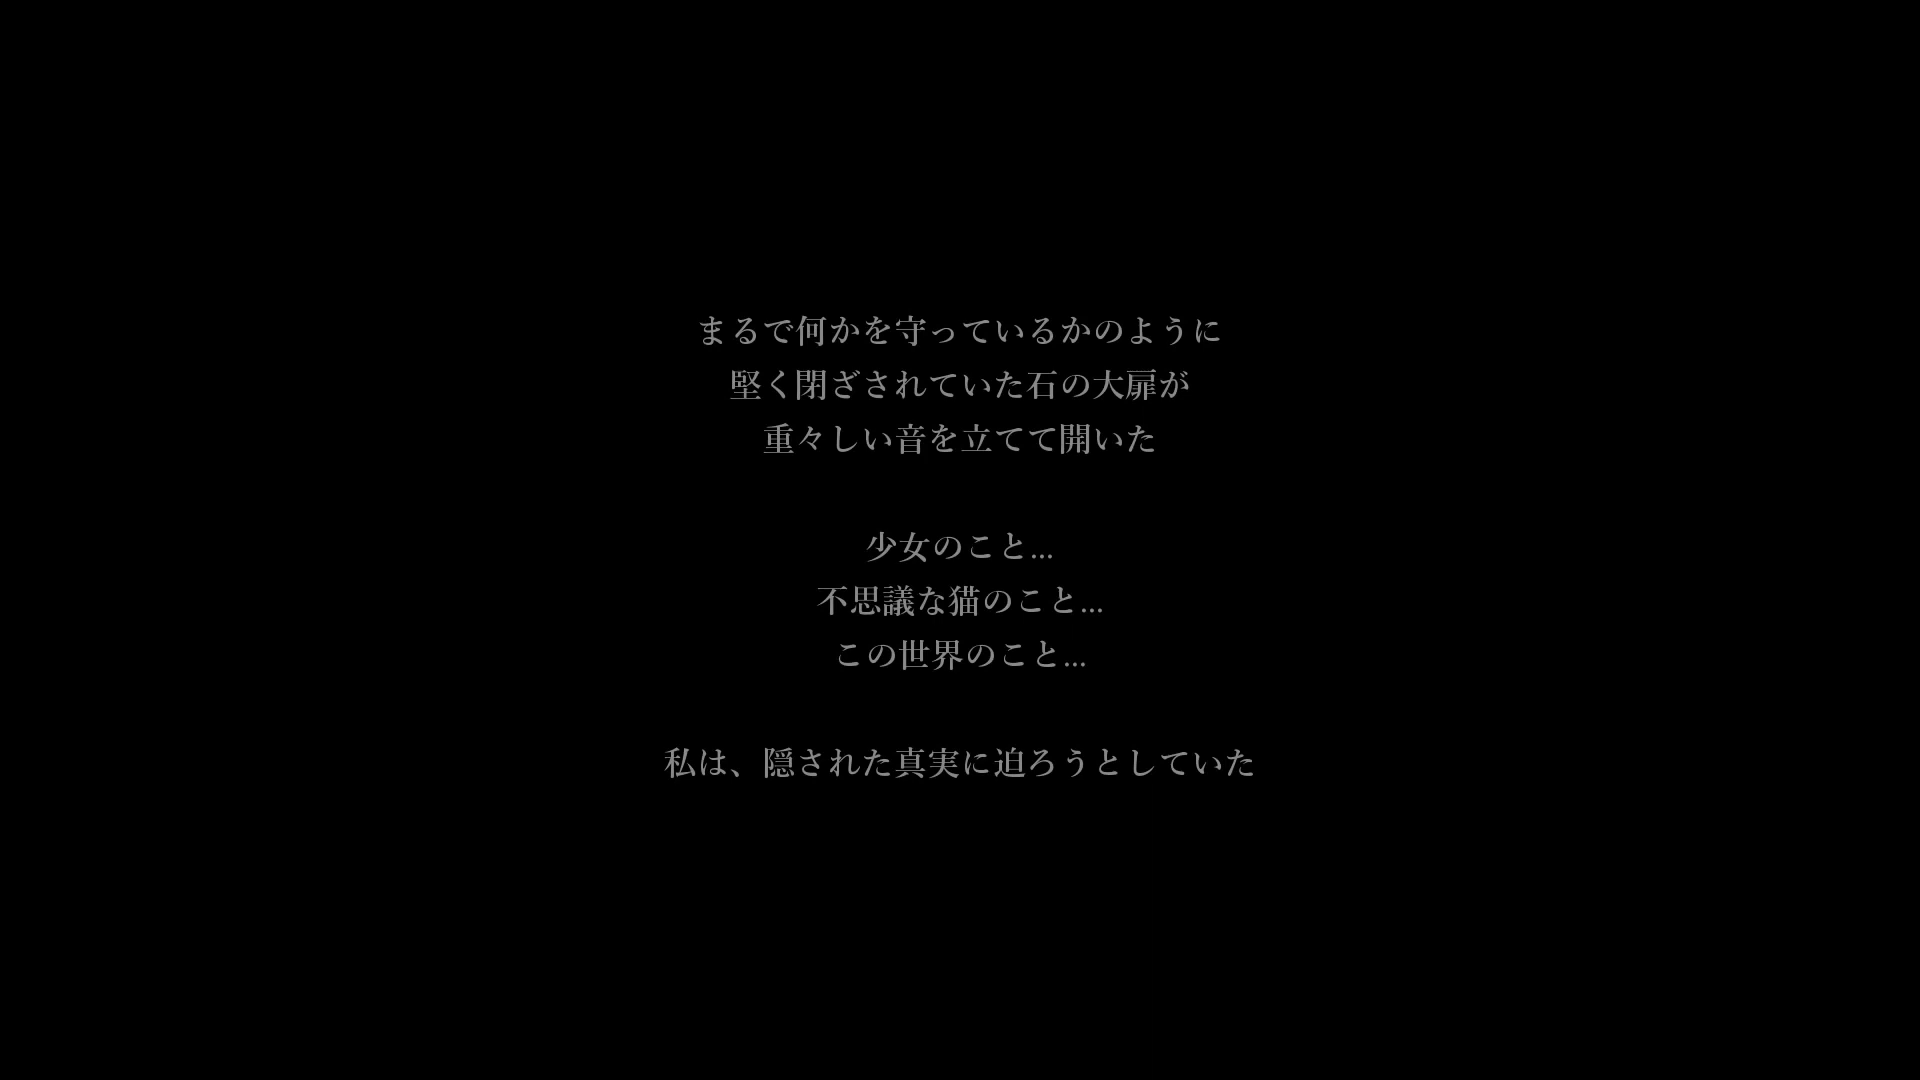 まるで何かを守っているかのように
堅く閉ざされていた石の大扉が
重々しい音を立てて開いた
少女のこと...
不思議な猫のこと...
この世界のこと...
私は、隠された真実に迫ろうとしていた